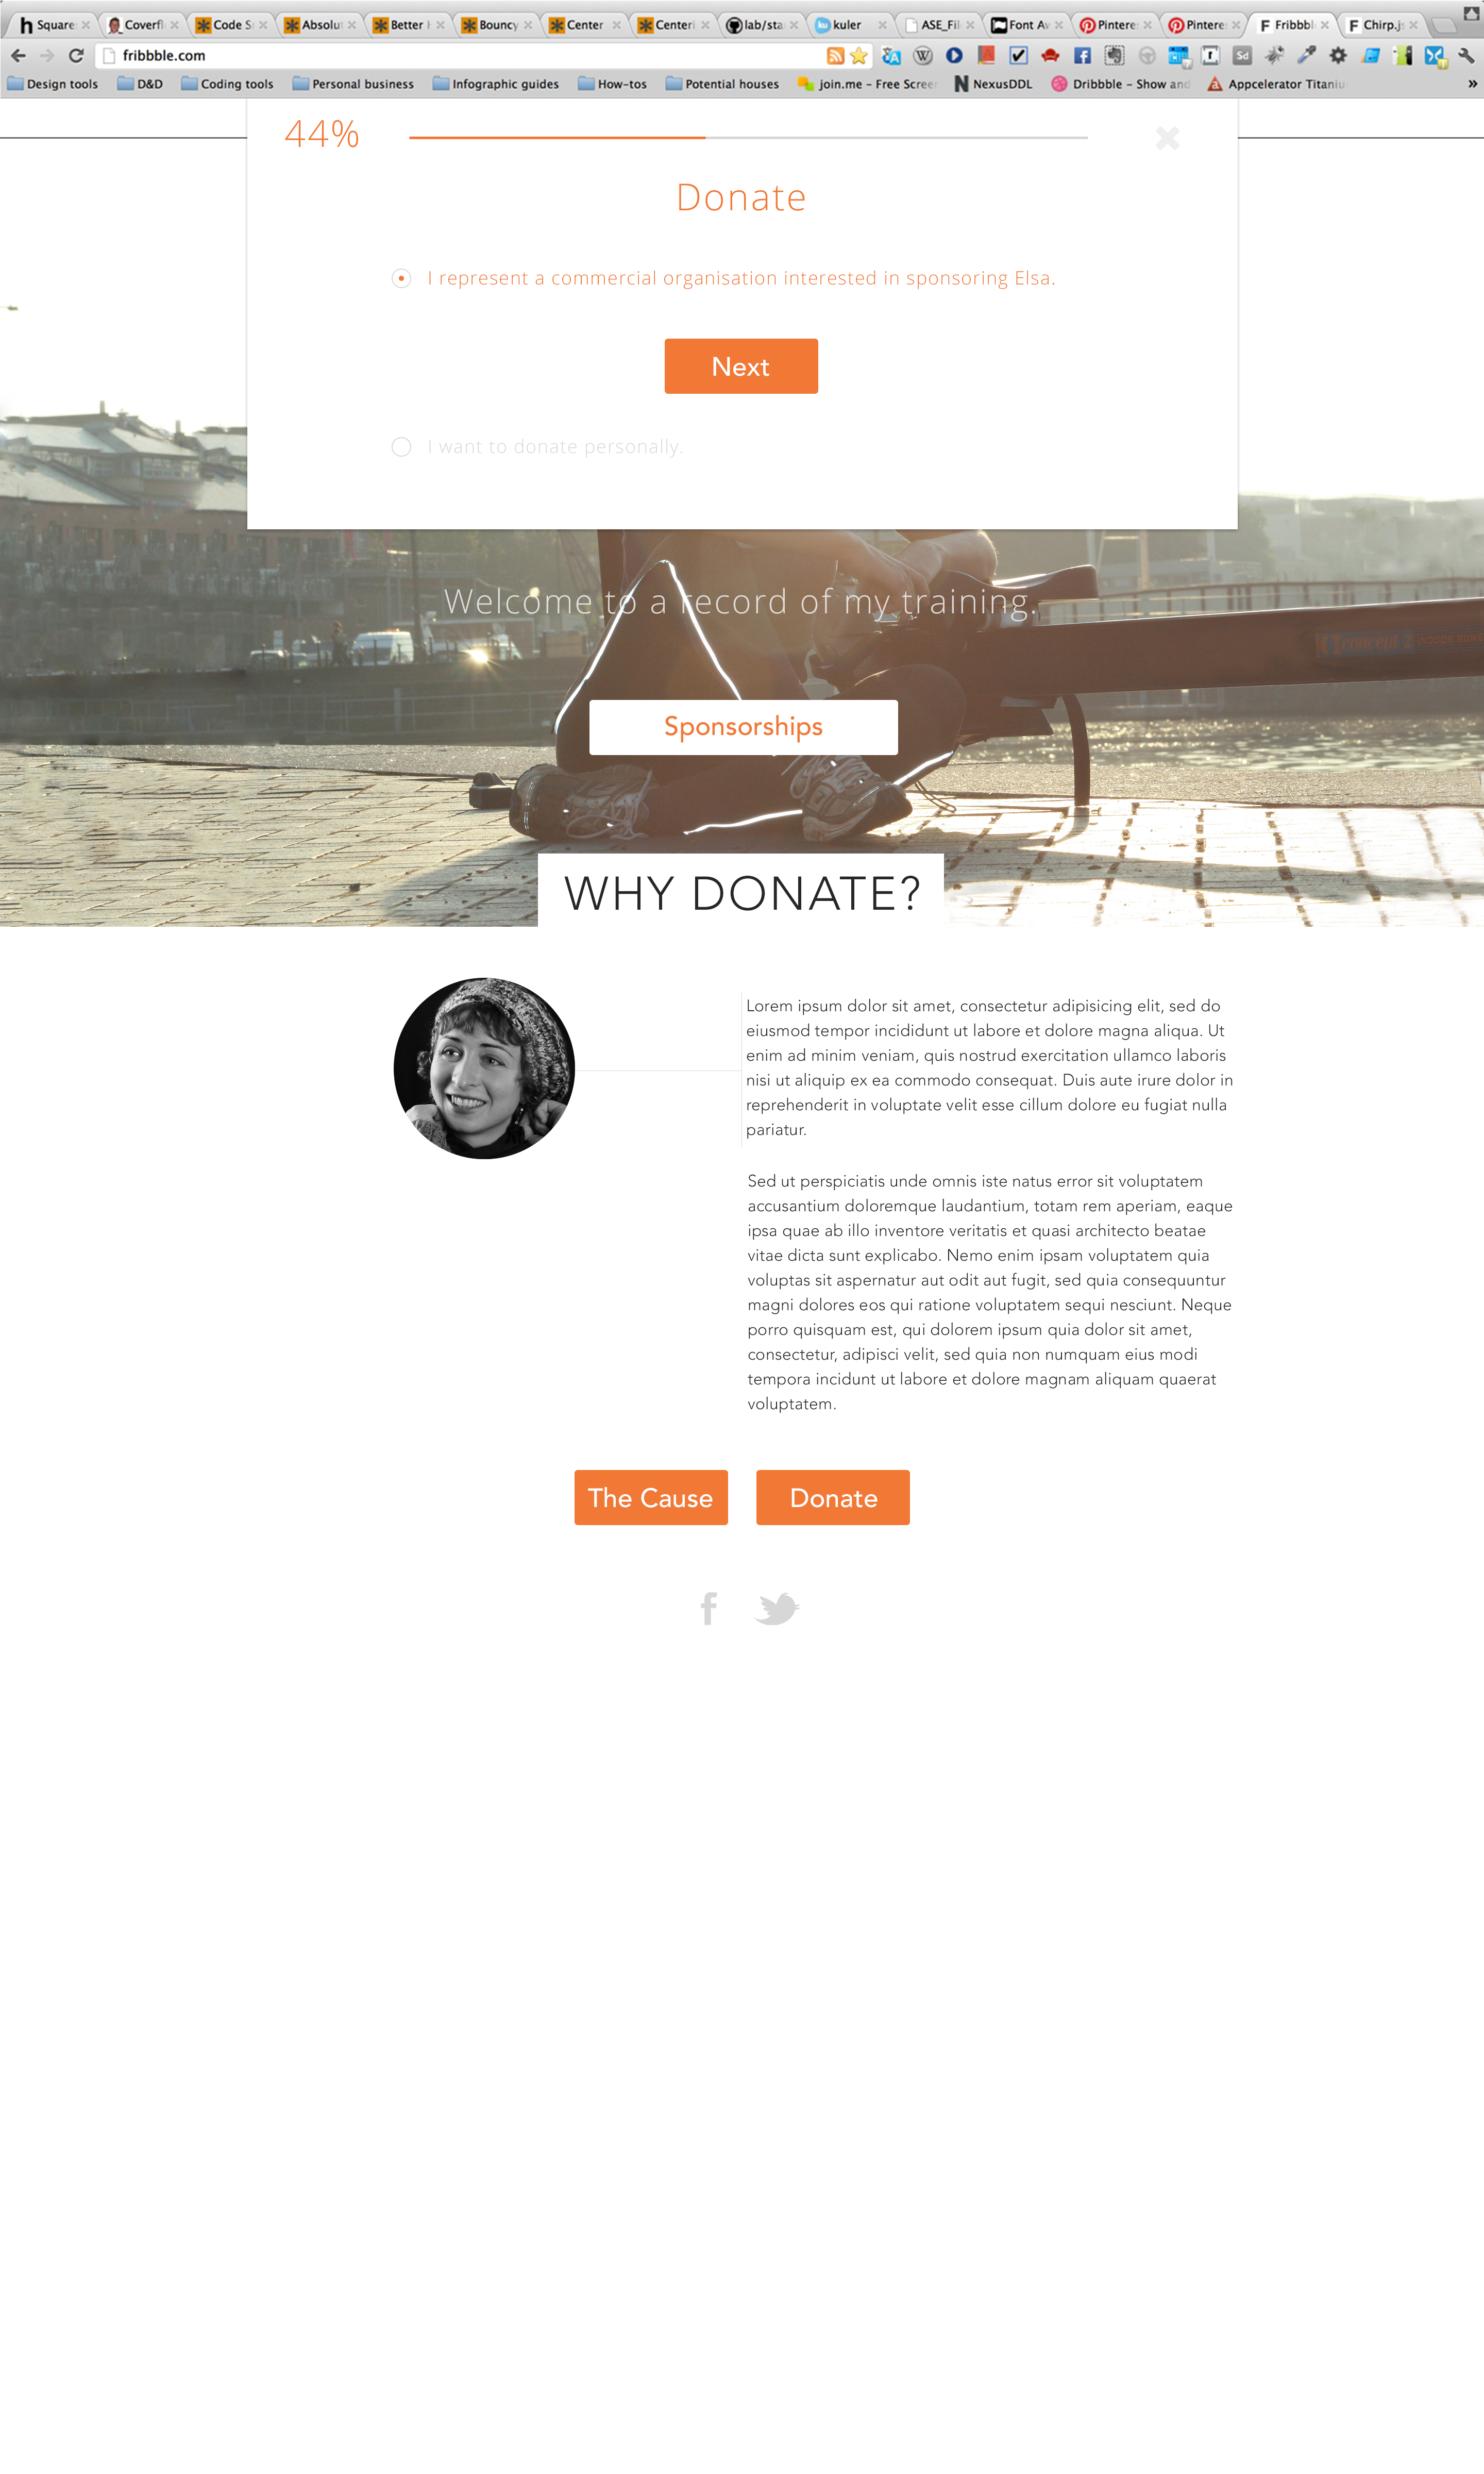 Square
Coverfl
Code S
Absolut
Better
Bouncy
Center
Centeri
lab/sta
kuler
ASE_Fil
Font Av
Pintere
Pintere
Fribbbl
Chirp.js
fribbble.com
Design tools
D&D
Coding tools
Personal business
Infographic guides
How-tos
Potential houses
join.me - Free Screen
NexusDDL
Dribbble - Show and
Appcelerator Titaniu
44%
Donate
I represent a commercial organisation interested in sponsoring Elsa.
Next
I want to donate personally.
Welcome to a record of my training.
concept 2 INDOOR ROWE
Sponsorships
WHY DONATE?
Lorem ipsum dolor sit amet, consectetur adipisicing elit, sed do
eiusmod tempor incididunt ut labore et dolore magna aliqua. Ut
enim ad minim veniam, quis nostrud exercitation ullamco laboris
nisi ut aliquip ex ea commodo consequat. Duis aute irure dolor in
reprehenderit in voluptate velit esse cillum dolore eu fugiat nulla
pariatur.
Sed ut perspiciatis unde omnis iste natus error sit voluptatem
accusantium doloremque laudantium, totam rem aperiam, eaque
ipsa quae ab illo inventore veritatis et quasi architecto beatae
vitae dicta sunt explicabo. Nemo enim ipsam voluptatem quia
voluptas sit aspernatur aut odit aut fugit, sed quia consequuntur
magni dolores eos qui ratione voluptatem sequi nesciunt. Neque
porro quisquam est, qui dolorem ipsum quia dolor sit amet,
consectetur, adipisci velit, sed quia non numquam eius modi
tempora incidunt ut labore et dolore magnam aliquam quaerat
voluptatem.
The Cause
Donate